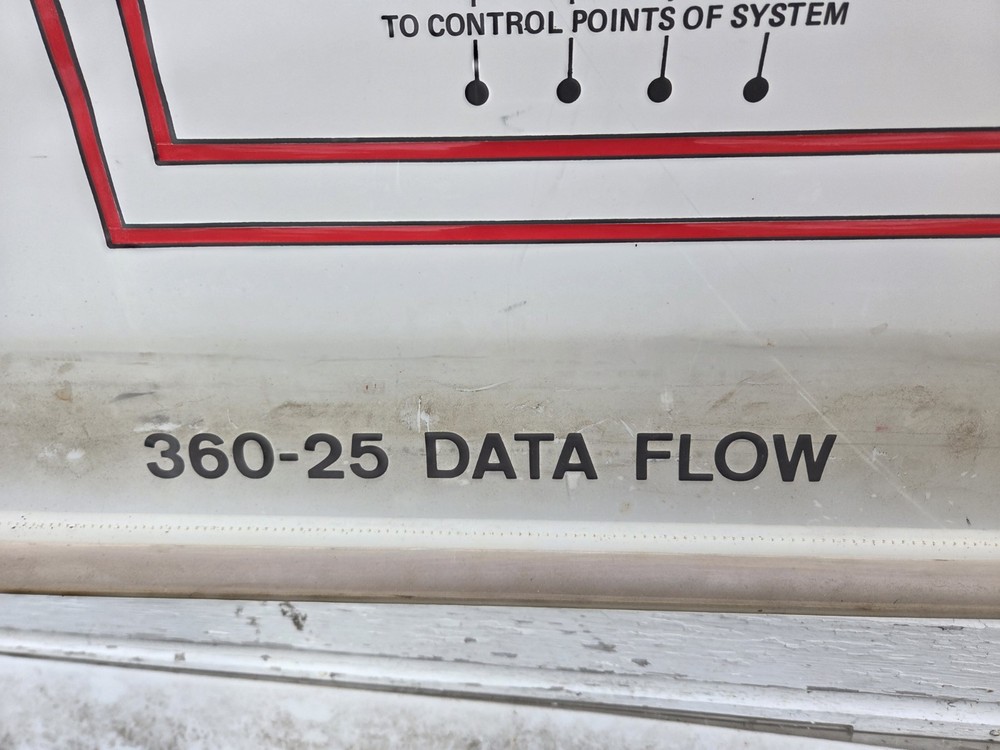 TO CONTROL POINTS OF SYSTEM
360-25 DATA FLOW